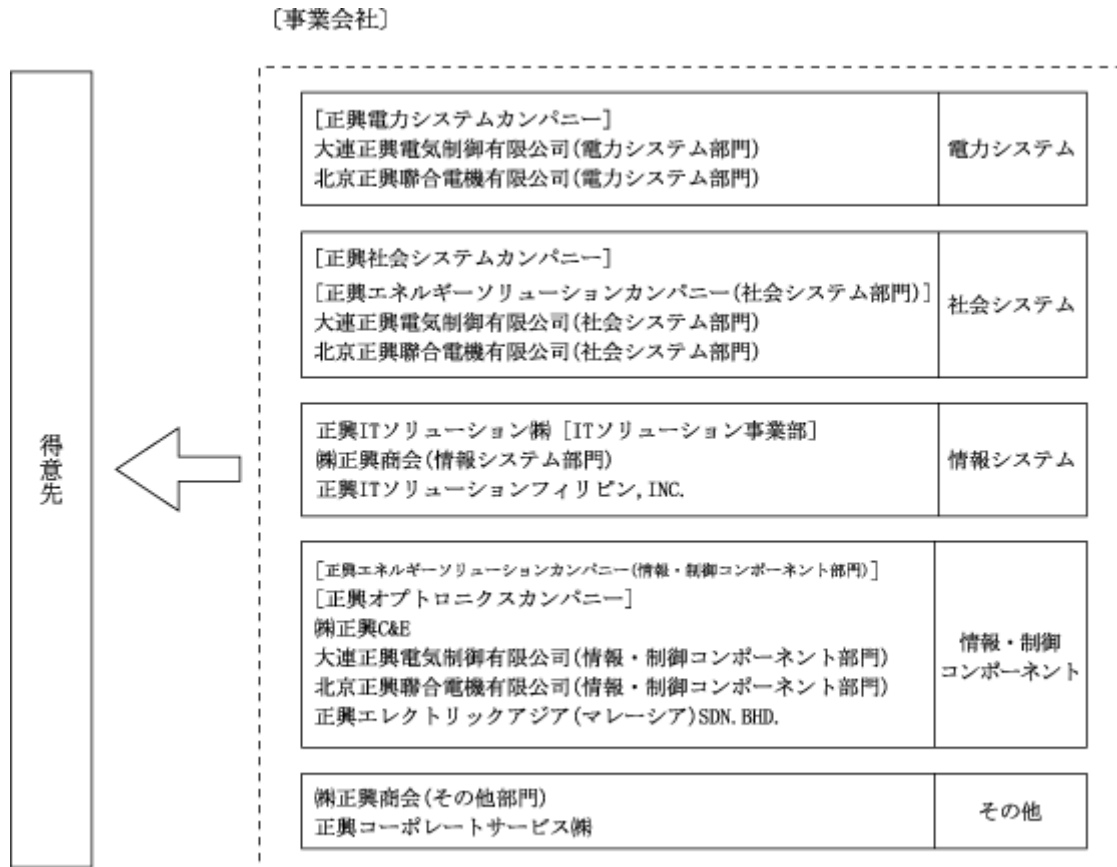 〔事業会社〕
得意先
[正興電力システムカンパニー]
大連正興電気制御有限公司(電力システム部門)
北京正興聯合電機有限公司(電力システム部門)
電力システム
[正興社会システムカンパニー]
[正興エネルギーソリューションカンパニー(社会システム部門)]
大連正興電気制御有限公司(社会システム部門)
北京正興聯合電機有限公司(社会システム部門)
社会システム
正興ITソリューション㈱ [ITソリューション事業部]
㈱正興商会(情報システム部門)
正興ITソリューションフィリピン,INC.
情報システム
[正興エネルギーソリューションカンパニー(情報・制御コンポーネント部門)]
[正興オプトロニクスカンパニー]
㈱正興C&E
大連正興電気制御有限公司(情報・制御コンポーネント部門)
北京正興聯合電機有限公司(情報・制御コンポーネント部門)
正興エレクトリックアジア(マレーシア)SDN.BHD.
情報・制御
コンポーネント
㈱正興商会(その他部門)
正興コーポレートサービス㈱
その他